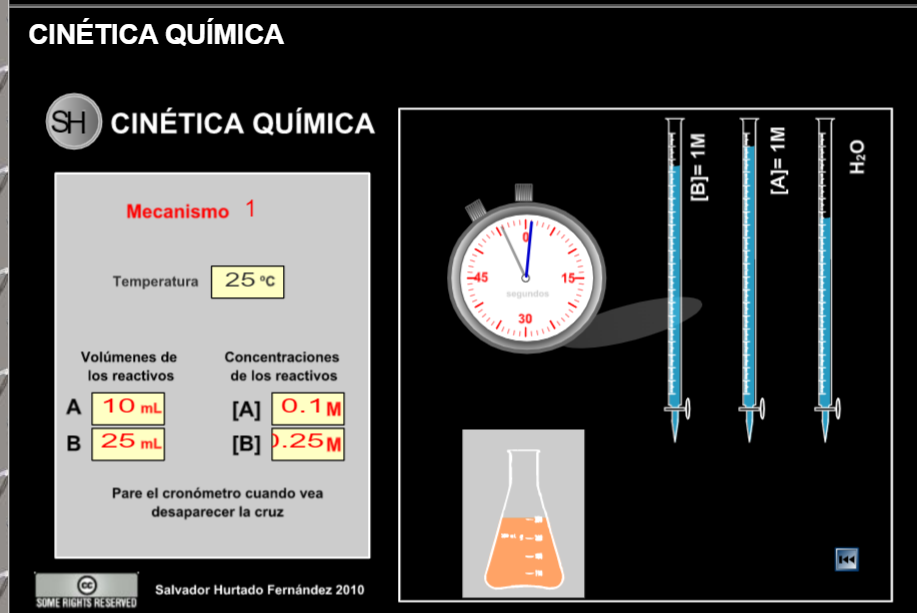 CINÉTICA QUÍMICA
SH CINÉTICA QUÍMICA
Mecanismo 1
Temperatura 25 ºC
Volúmenes de
los reactivos
Concentraciones
de los reactivos
A 10 mL
[A] 0.1 M
B 25 mL
[B] .25 M
Pare el cronómetro cuando vea
desaparecer la cruz
cc
SOME RIGHTS RESERVED
Salvador Hurtado Fernández 2010
0
45
15
segundos
30
[B]= 1M
[A]= 1M
H₂O